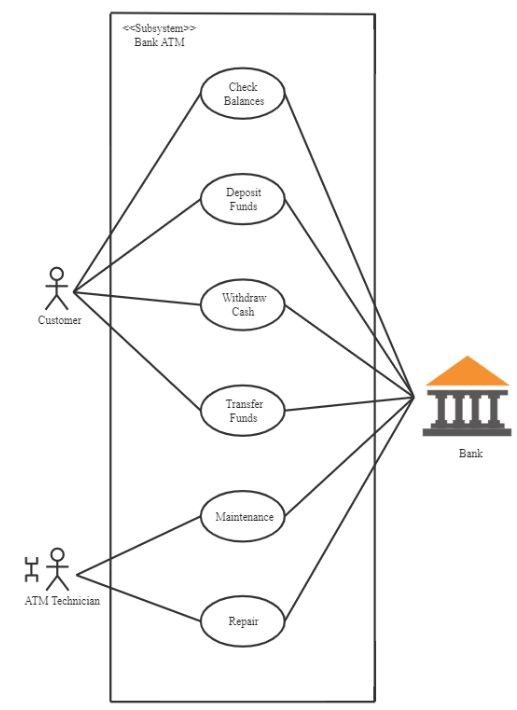 <<Subsystem>>
Bank ATM
Check
Balances
Deposit
Funds
Withdraw
Cash
Customer
Transfer
Funds
Bank
Maintenance
ATM Technician
Repair